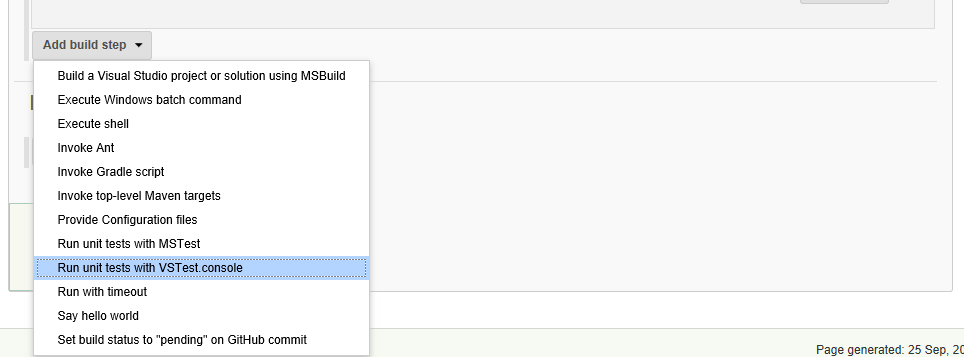 Add build step
Build a Visual Studio project or solution using MSBuild
Execute Windows batch command
Execute shell
Invoke Ant
Invoke Gradle script
Invoke top-level Maven targets
Provide Configuration files
Run unit tests with MSTest
Run unit tests with VSTest.console
Run with timeout
Say hello world
Set build status to "pending" on GitHub commit
Page generated: 25 Sep, 20